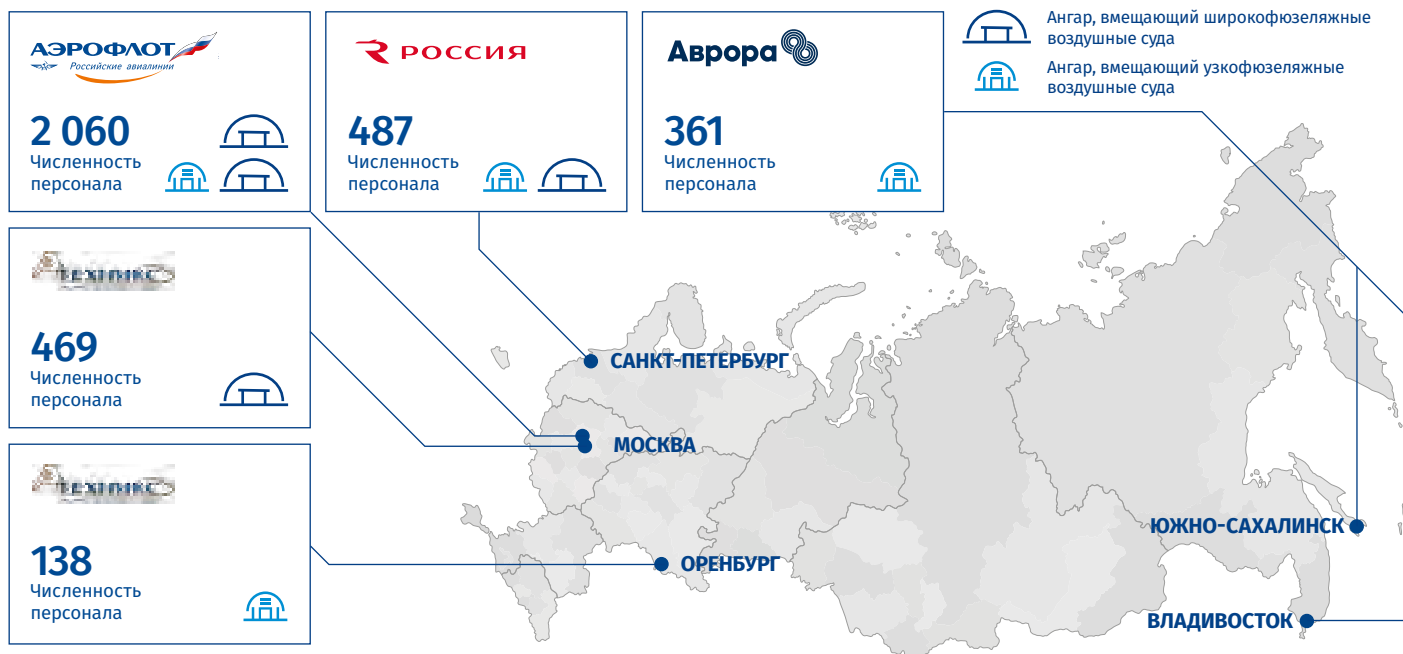 АЭРОФЛОТ
Российские авиалинии
2 060
Численность
персонала
РОССИЯ
487
Численность
персонала
Аврора
361
Численность
персонала
Ангар, вмещающий широкофюзеляжные
воздушные суда
Ангар, вмещающий узкофюзеляжные
воздушные суда
469
Численность
персонала
138
Численность
персонала
САНКТ-ПЕТЕРБУРГ
МОСКВА
ОРЕНБУРГ
ЮЖНО-САХАЛИНСК
ВЛАДИВОСТОК